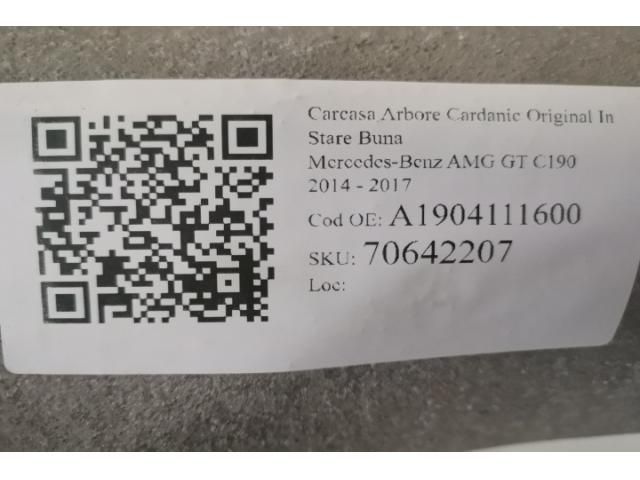 Carcasa Arbore Cardanic Original In
Stare Buna
Mercedes-Benz AMG GT C190
2014 - 2017
Cod OE: A1904111600
SKU: 70642207
Loc: